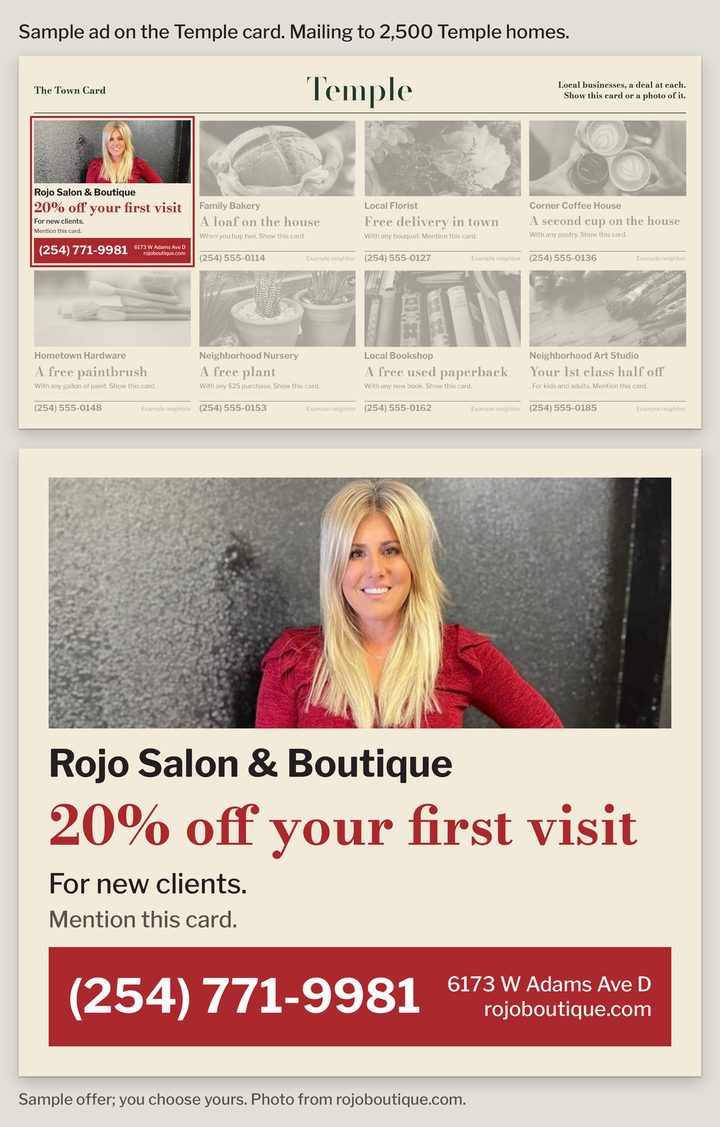 Sample ad on the Temple card. Mailing to 2,500 Temple homes.
The Town Card
Temple
Local businesses, a deal at each.
Show this card or a photo of it.
Rojo Salon & Boutique
20% off your first visit
For new clients.
Mention this card.
(254) 771-9981
6173 W Adams Ave D
rojoboutique.com
Family Bakery
A loaf on the house
When you buy two. Show this card.
(254) 555-0114
Example neighbor
Local Florist
Free delivery in town
With any bouquet. Mention this card.
(254) 555-0127
Example neighbor
Corner Coffee House
A second cup on the house
With any pastry. Show this card.
(254) 555-0136
Example neighbor
Hometown Hardware
A free paintbrush
With any gallon of paint. Show this card.
(254) 555-0148
Example neighbor
Neighborhood Nursery
A free plant
With any $25 purchase. Show this card.
(254) 555-0153
Example neighbor
Local Bookshop
A free used paperback
With any new book. Show this card.
(254) 555-0162
Example neighbor
Neighborhood Art Studio
Your 1st class half off
For kids and adults. Mention this card.
(254) 555-0185
Example neighbor
Rojo Salon & Boutique
20% off your first visit
For new clients.
Mention this card.
(254) 771-9981
6173 W Adams Ave D
rojoboutique.com
Sample offer; you choose yours. Photo from rojoboutique.com.